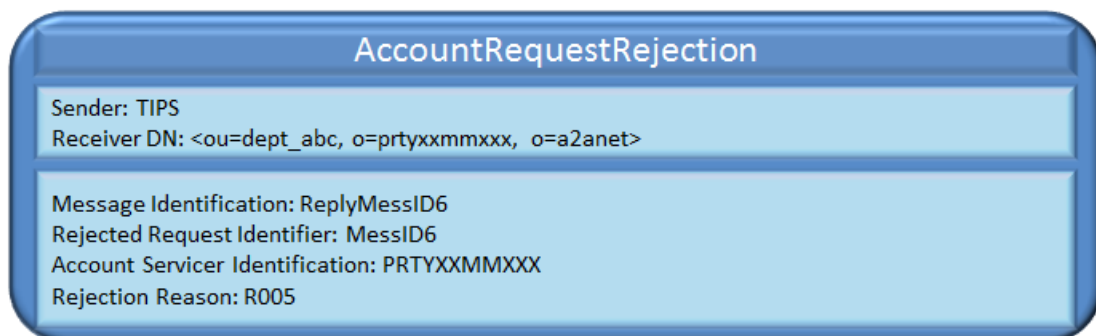 AccountRequestRejection
Sender: TIPS
Receiver DN: <ou=dept_abc, o=prtyxxmmxxx, o=a2anet>
Message Identification: ReplyMessID6
Rejected Request Identifier: MessID6
Account Servicer Identification: PRTYXXMMXXX
Rejection Reason: R005